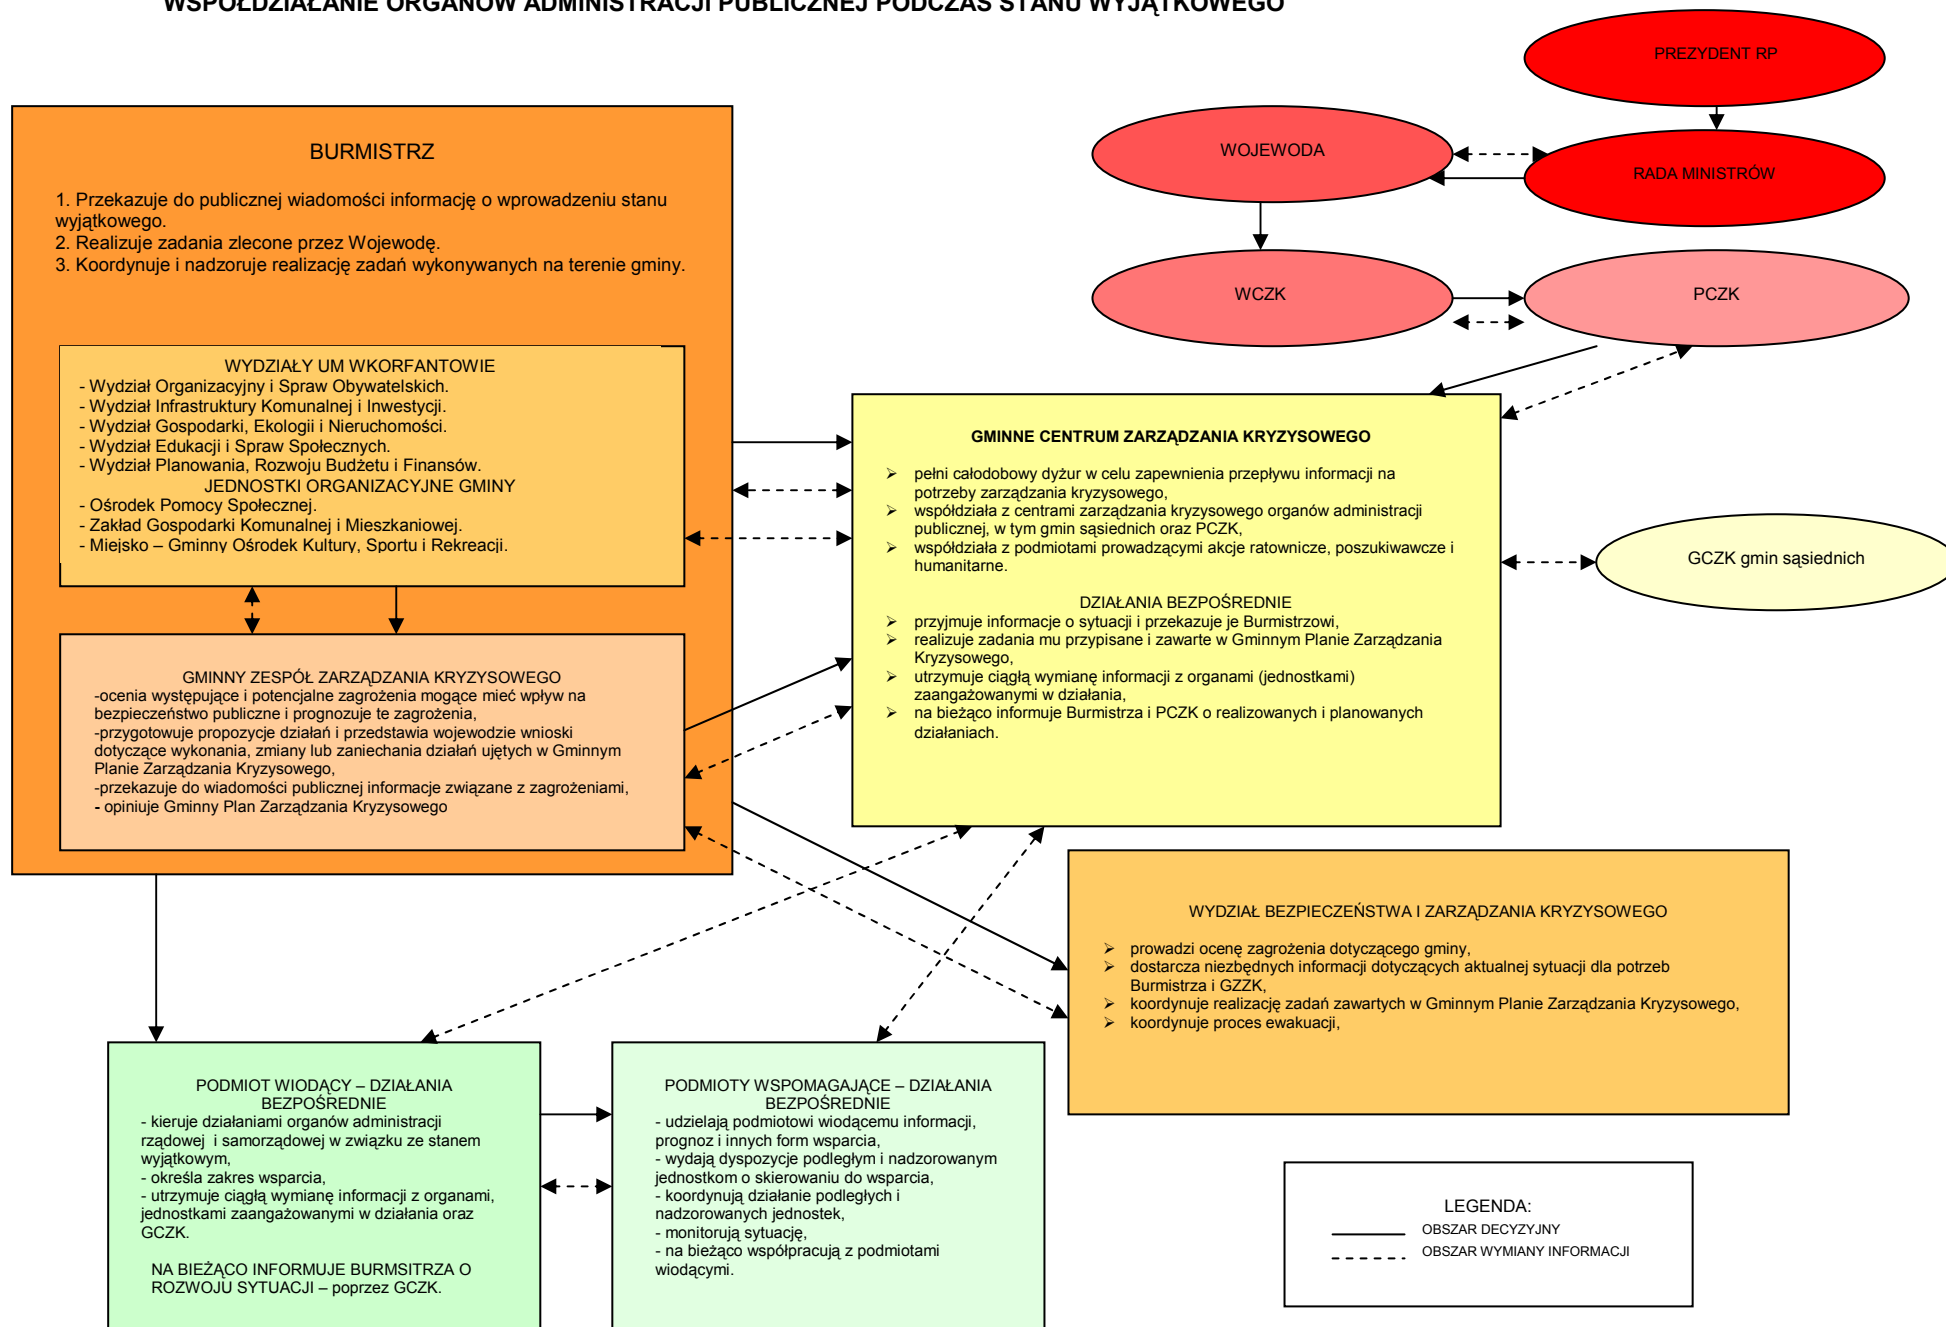 WSPÓŁDZIAŁANIE ORGANÓW ADMINISTRACJI PUBLICZNEJ PODCZAS STANU WYJĄTKOWEGO
PREZYDENT RP
RADA MINISTRÓW
WOJEWODA
WCZK
PCZK
BURMISTRZ
1. Przekazuje do publicznej wiadomości informację o wprowadzeniu stanu
wyjątkowego.
2. Realizuje zadania zlecone przez Wojewodę.
3. Koordynuje i nadzoruje realizację zadań wykonywanych na terenie gminy.
WYDZIAŁY UM WKORFANTOWIE
- Wydział Organizacyjny i Spraw Obywatelskich.
- Wydział Infrastruktury Komunalnej i Inwestycji.
- Wydział Gospodarki, Ekologii i Nieruchomości.
- Wydział Edukacji i Spraw Społecznych.
- Wydział Planowania, Rozwoju Budżetu i Finansów.
JEDNOSTKI ORGANIZACYJNE GMINY
- Ośrodek Pomocy Społecznej.
- Zakład Gospodarki Komunalnej i Mieszkaniowej.
- Miejsko – Gminny Ośrodek Kultury, Sportu i Rekreacji.
GMINNY ZESPÓŁ ZARZĄDZANIA KRYZYSOWEGO
-ocenia występujące i potencjalne zagrożenia mogące mieć wpływ na
bezpieczeństwo publiczne i prognozuje te zagrożenia,
-przygotowuje propozycje działań i przedstawia wojewodzie wnioski
dotyczące wykonania, zmiany lub zaniechania działań ujętych w Gminnym
Planie Zarządzania Kryzysowego,
-przekazuje do wiadomości publicznej informacje związane z zagrożeniami,
- opiniuje Gminny Plan Zarządzania Kryzysowego
GMINNE CENTRUM ZARZĄDZANIA KRYZYSOWEGO
➢ pełni całodobowy dyżur w celu zapewnienia przepływu informacji na
potrzeby zarządzania kryzysowego,
➢ współdziała z centrami zarządzania kryzysowego organów administracji
publicznej, w tym gmin sąsiednich oraz PCZK,
➢ współdziała z podmiotami prowadzącymi akcje ratownicze, poszukiwawcze i
humanitarne.
DZIAŁANIA BEZPOŚREDNIE
➢ przyjmuje informacje o sytuacji i przekazuje je Burmistrzowi,
➢ realizuje zadania mu przypisane i zawarte w Gminnym Planie Zarządzania
Kryzysowego,
➢ utrzymuje ciągłą wymianę informacji z organami (jednostkami)
zaangażowanymi w działania,
➢ na bieżąco informuje Burmistrza i PCZK o realizowanych i planowanych
działaniach.
GCZK gmin sąsiednich
WYDZIAŁ BEZPIECZEŃSTWA I ZARZĄDZANIA KRYZYSOWEGO
➢ prowadzi ocenę zagrożenia dotyczącego gminy,
➢ dostarcza niezbędnych informacji dotyczących aktualnej sytuacji dla potrzeb
Burmistrza i GZZK,
➢ koordynuje realizację zadań zawartych w Gminnym Planie Zarządzania Kryzysowego,
➢ koordynuje proces ewakuacji,
PODMIOT WIODĄCY – DZIAŁANIA
BEZPOŚREDNIE
- kieruje działaniami organów administracji
rządowej i samorządowej w związku ze stanem
wyjątkowym,
- określa zakres wsparcia,
- utrzymuje ciągłą wymianę informacji z organami,
jednostkami zaangażowanymi w działania oraz
GCZK.
NA BIEŻĄCO INFORMUJE BURMSITRZA O
ROZWOJU SYTUACJI – poprzez GCZK.
PODMIOTY WSPOMAGAJĄCE – DZIAŁANIA
BEZPOŚREDNIE
- udzielają podmiotowi wiodącemu informacji,
prognoz i innych form wsparcia,
- wydają dyspozycje podległym i nadzorowanym
jednostkom o skierowaniu do wsparcia,
- koordynują działanie podległych i
nadzorowanych jednostek,
- monitorują sytuację,
- na bieżąco współpracują z podmiotami
wiodącymi.
LEGENDA:
OBSZAR DECYZYJNY
OBSZAR WYMIANY INFORMACJI